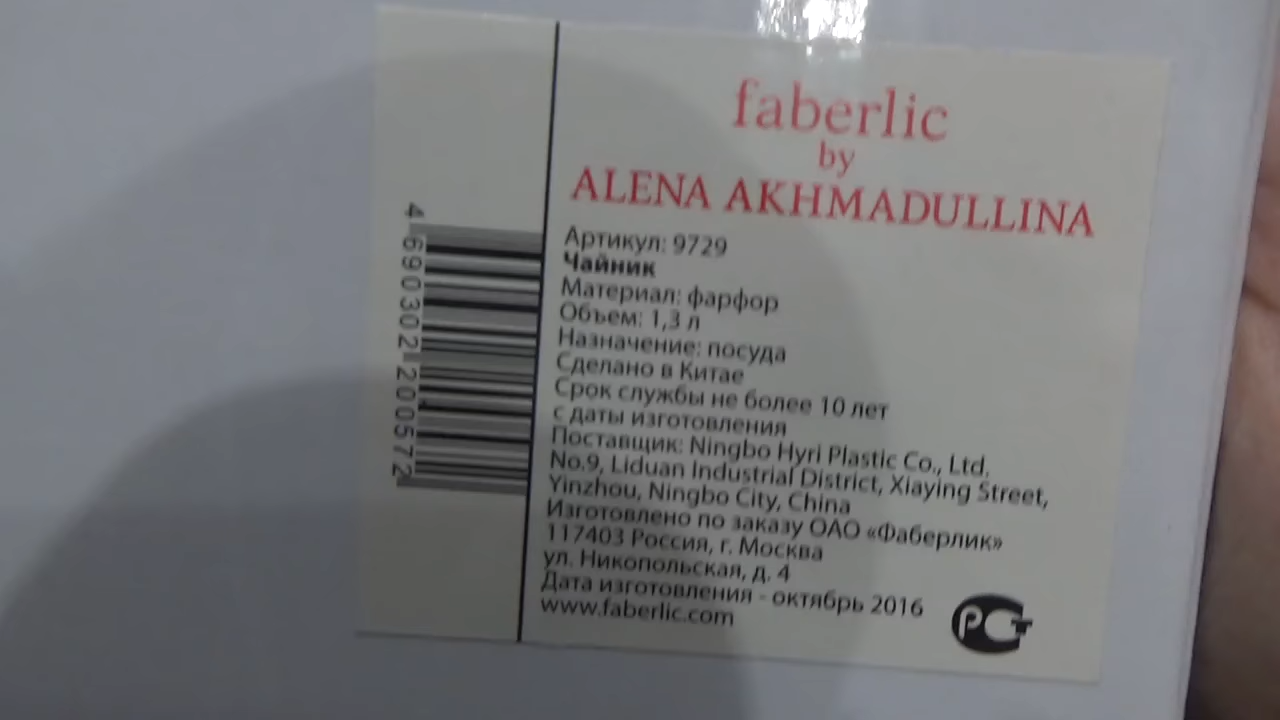 faberlic
by
ALENA AKHMADULLINA
Артикул: 9729
Чайник
Материал: фарфор
Объем: 1,3 л
Назначение: посуда
Сделано в Китае
Срок службы не более 10 лет
с даты изготовления
Поставщик: Ningbo Hyri Plastic Co., Ltd.
No.9, Liduan Industrial District, Xiaying Street,
Yinzhou, Ningbo City, China
Изготовлено по заказу ОАО «Фаберлик»
117403 Россия, г. Москва
ул. Никопольская, д. 4
Дата изготовления - октябрь 2016
www.faberlic.com
РСТ
4 690302 200572